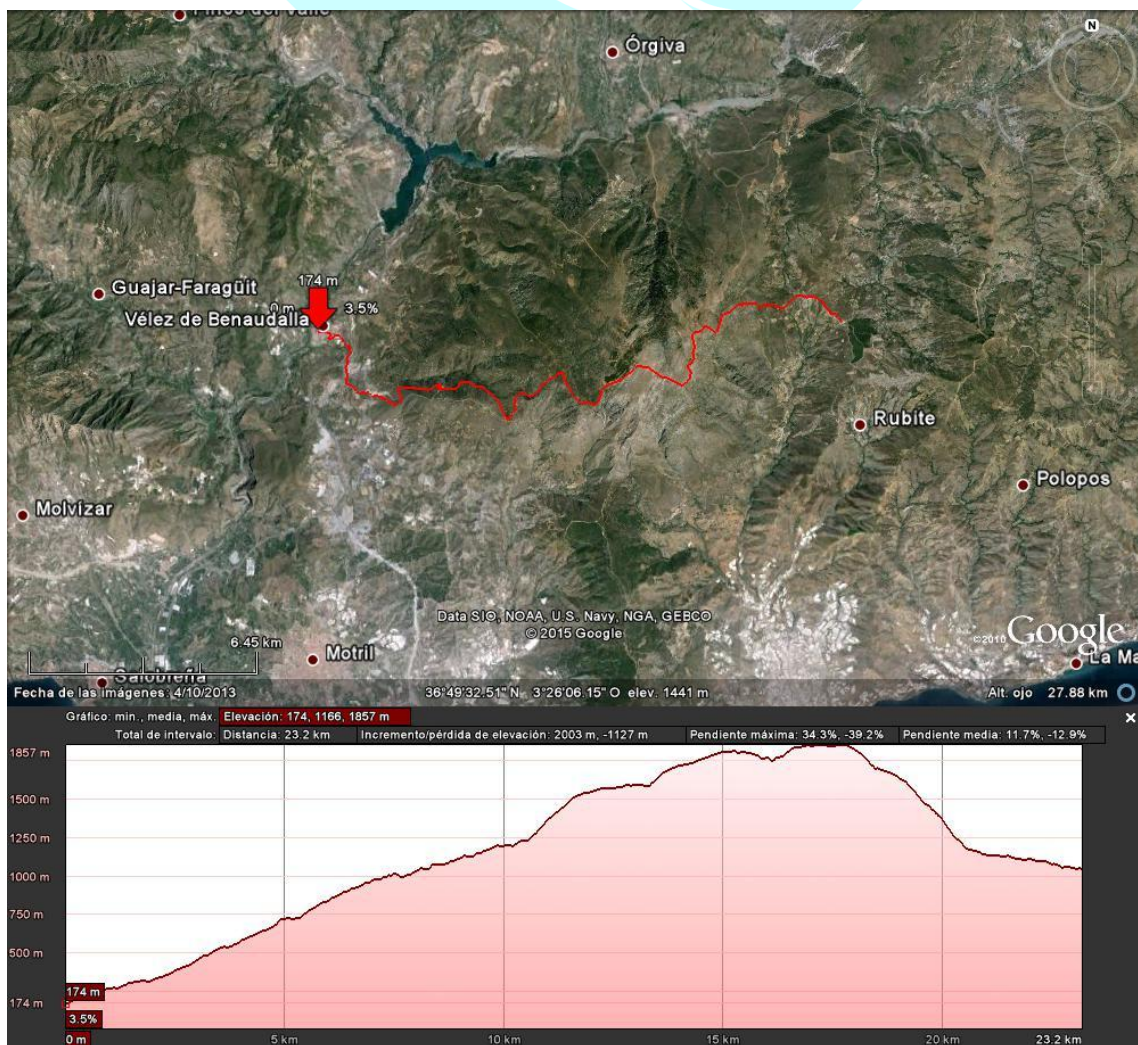 Pinos del Valle
N
Órgiva
Guajar-Faragüit
174 m
0 m 3.5%
Vélez de Benaudalla
Rubite
Polopos
Molvízar
Data SIO, NOAA, U.S. Navy, NGA, GEBCO
© 2015 Google
6.45 km
Motril
©2010 Google
La Ma
Salobreña
Fecha de las imágenes: 4/10/2013 36°49'32.51" N 3°26'06.15" O elev. 1441 m Alt. ojo 27.88 km
Gráfico: mín., media, máx. Elevación: 174, 1166, 1857 m
Total de intervalo: Distancia: 23.2 km Incremento/pérdida de elevación: 2003 m, -1127 m Pendiente máxima: 34.3%, -39.2% Pendiente media: 11.7%, -12.9%
1857 m
1500 m
1250 m
1000 m
750 m
500 m
174 m
174 m
3.5%
0 m 5 km 10 km 15 km 20 km 23.2 km